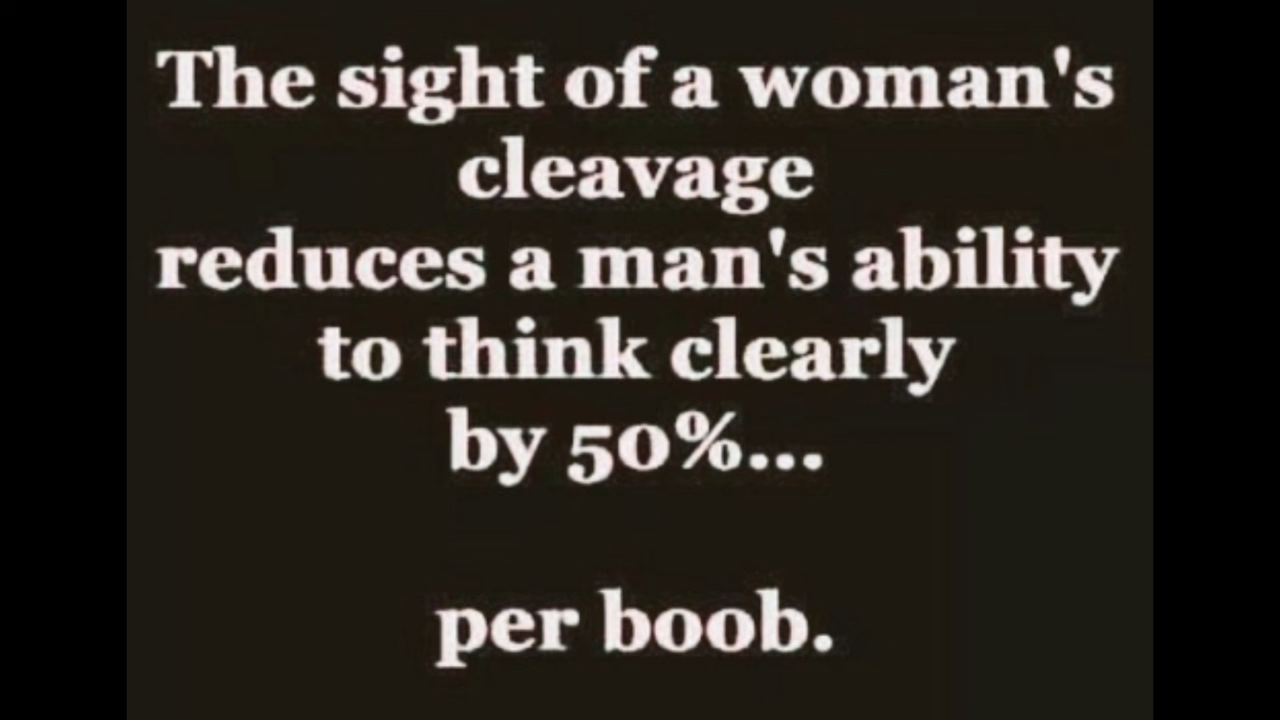 The sight of a woman's
cleavage
reduces a man's ability
to think clearly
by 50%...
per boob.